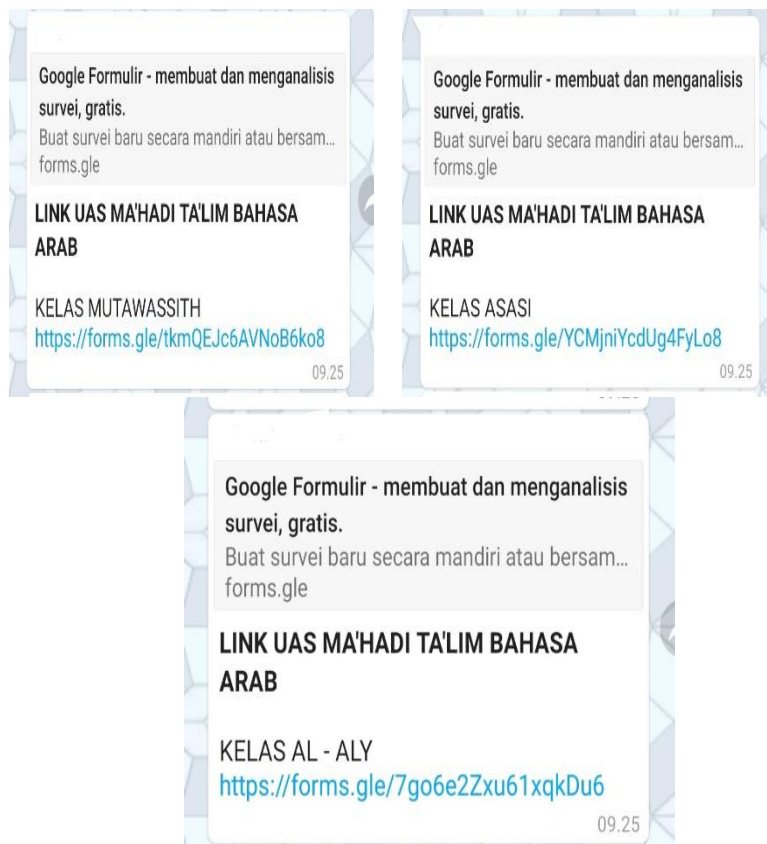 Google Formulir - membuat dan menganalisis
survei, gratis.
Buat survei baru secara mandiri atau bersam...
forms.gle
LINK UAS MA'HADI TA'LIM BAHASA
ARAB
KELAS MUTAWASSITH
https://forms.gle/tkmQEJc6AVNoB6ko8
09.25
Google Formulir - membuat dan menganalisis
survei, gratis.
Buat survei baru secara mandiri atau bersam...
forms.gle
LINK UAS MA'HADI TA'LIM BAHASA
ARAB
KELAS ASASI
https://forms.gle/YCMjniYcdUg4FyLo8
09.25
Google Formulir - membuat dan menganalisis
survei, gratis.
Buat survei baru secara mandiri atau bersam...
forms.gle
LINK UAS MA'HADI TA'LIM BAHASA
ARAB
KELAS AL - ALY
https://forms.gle/7go6e2Zxu61xqkDu6
09.25